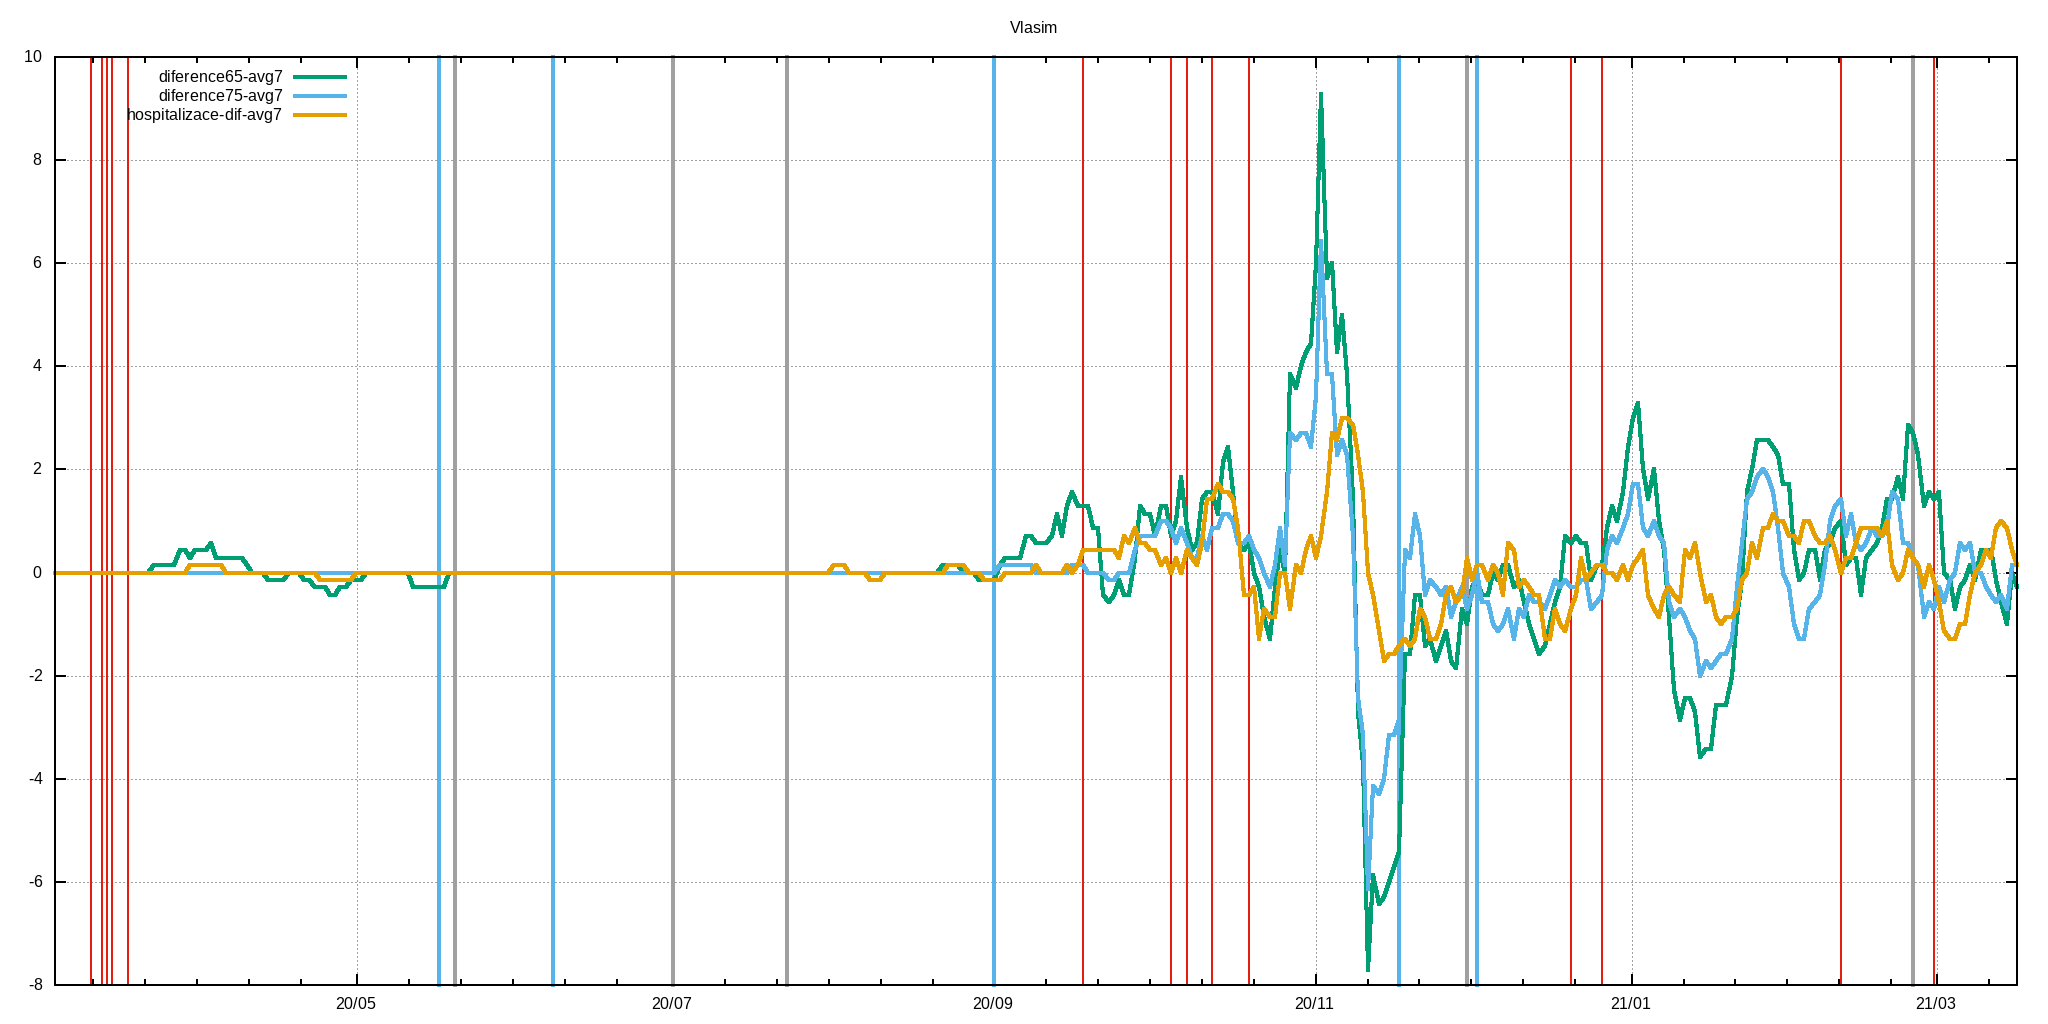 Vlasim
10
8
6
4
2
0
-2
-4
-6
-8
diference65-avg7
diference75-avg7
hospitalizace-dif-avg7
20/05 20/07 20/09 20/11 21/01 21/03